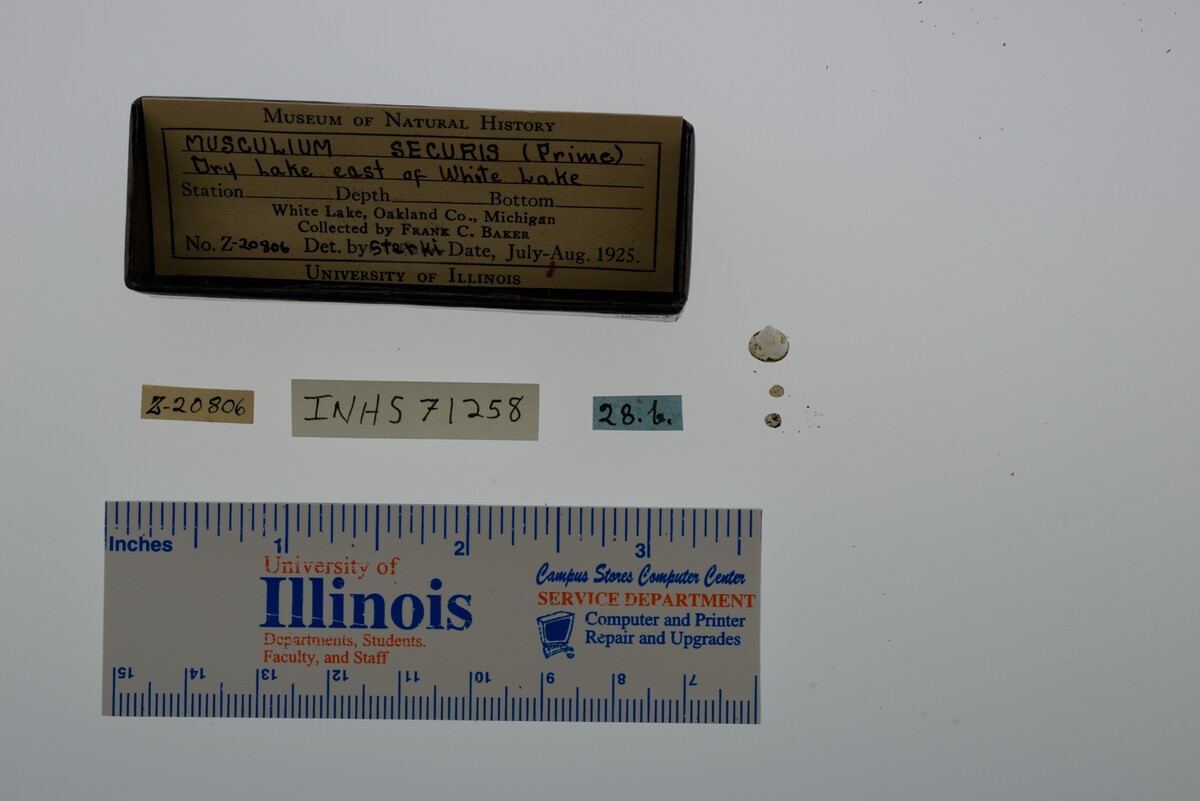 MUSEUM OF NATURAL HISTORY
MUSCULIUM SECURIS (Prime)
Dry Lake east of White Lake
Station Depth Bottom
White Lake, Oakland Co., Michigan
Collected by FRANK C. BAKER
No. Z-20806 Det. by Sterki Date, July-Aug. 1925.
UNIVERSITY OF ILLINOIS
Z-20806
INHS 71258
28.b.
Inches 1 2 3
University of
Illinois
Departments, Students,
Faculty, and Staff
Campus Stores Computer Center
SERVICE DEPARTMENT
Computer and Printer
Repair and Upgrades
15 14 13 12 11 10 9 8 7